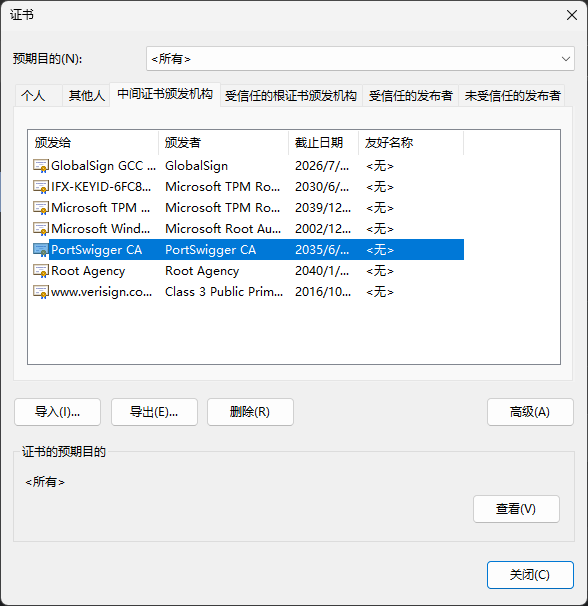 证书
预期目的(N):
<所有>
个人 其他人 中间证书颁发机构 受信任的根证书颁发机构 受信任的发布者 未受信任的发布者
颁发给 颁发者 截止日期 友好名称
GlobalSign GCC ... GlobalSign 2026/7/... <无>
IFX-KEYID-6FC8... Microsoft TPM Ro... 2030/6/... <无>
Microsoft TPM ... Microsoft TPM Ro... 2039/12... <无>
Microsoft Wind... Microsoft Root Au... 2002/12... <无>
PortSwigger CA PortSwigger CA 2035/6/... <无>
Root Agency Root Agency 2040/1/... <无>
www.verisign.co... Class 3 Public Prim... 2016/10... <无>
导入(I)... 导出(E)... 删除(R) 高级(A)
证书的预期目的
<所有>
查看(V)
关闭(C)